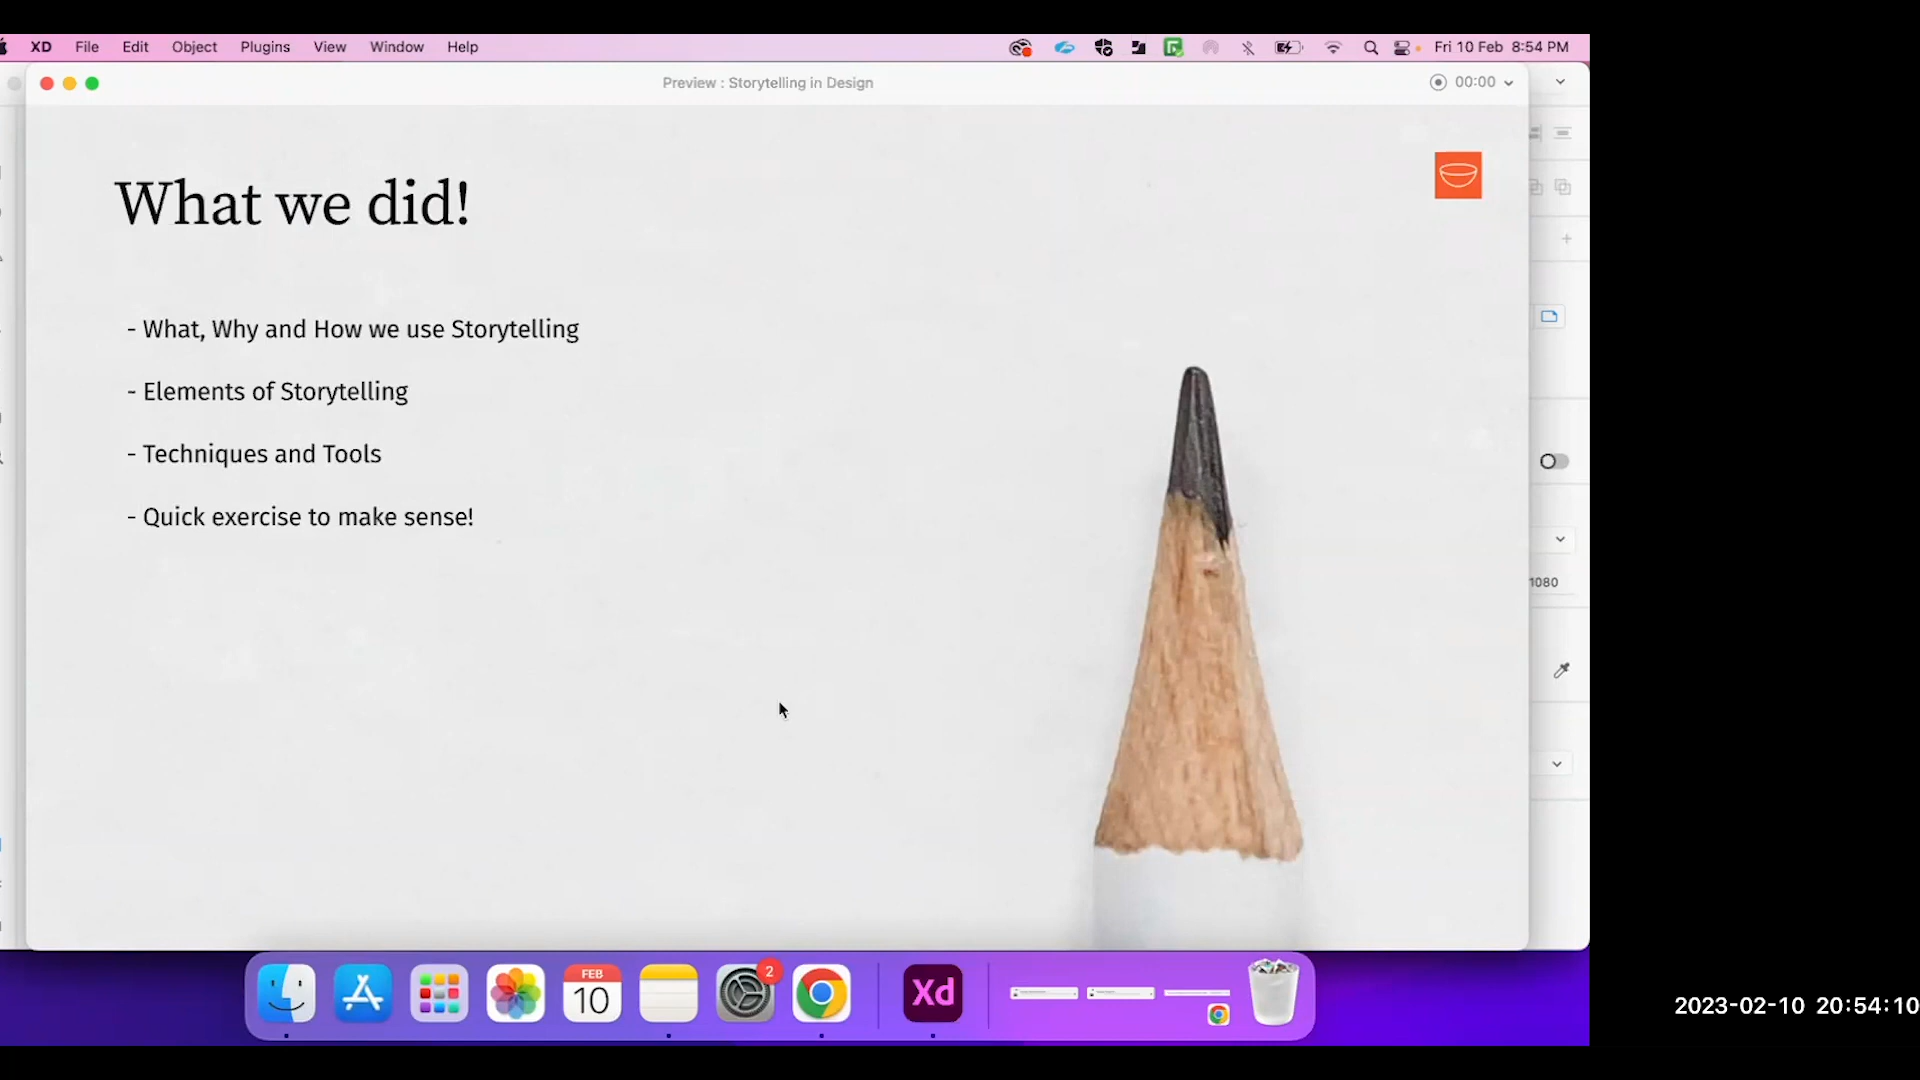 XD File Edit Object Plugins View Window Help Fri 10 Feb 8:54 PM
Preview : Storytelling in Design 00:00
What we did!
- What, Why and How we use Storytelling
- Elements of Storytelling
- Techniques and Tools
- Quick exercise to make sense!
1080
FEB
10
2
Xd
2023-02-10 20:54:10